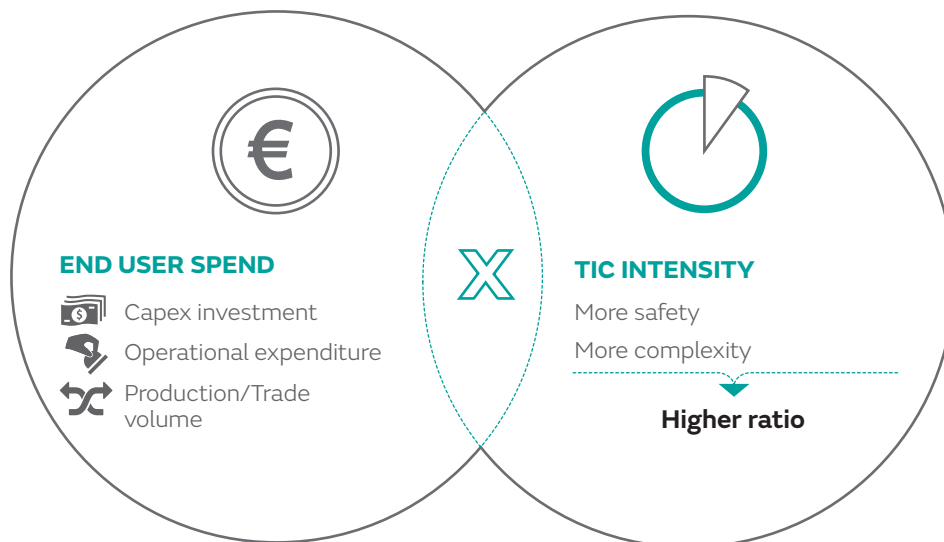 €
X
END USER SPEND
$
Capex investment
Operational expenditure
Production/Trade
volume
TIC INTENSITY
More safety
More complexity
Higher ratio